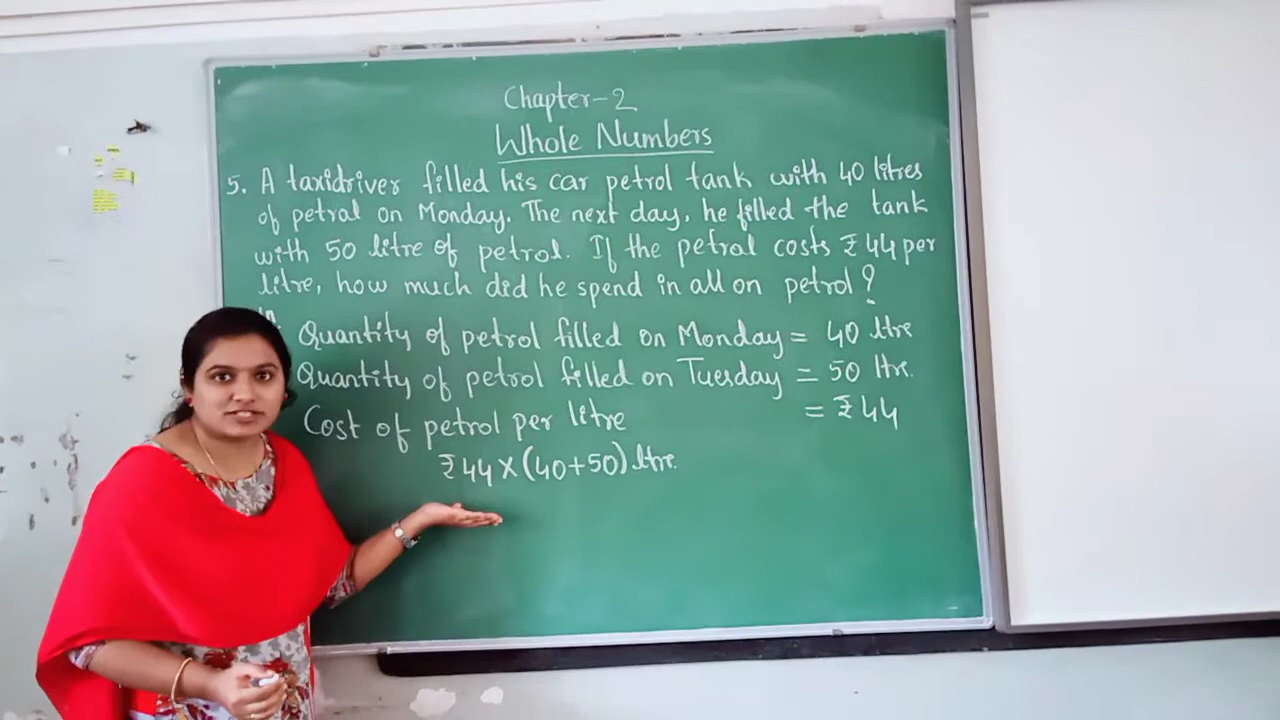 Chapter-2
Whole Numbers
5. A taxidriver filled his car petrol tank with 40 litres
of petrol on Monday. The next day, he filled the tank
with 50 litre of petrol. If the petrol costs ₹44 per
litre, how much did he spend in all on petrol?
Quantity of petrol filled on Monday = 40 ltre
Quantity of petrol filled on Tuesday = 50 ltr.
Cost of petrol per litre = ₹44
₹44×(40+50) ltr.